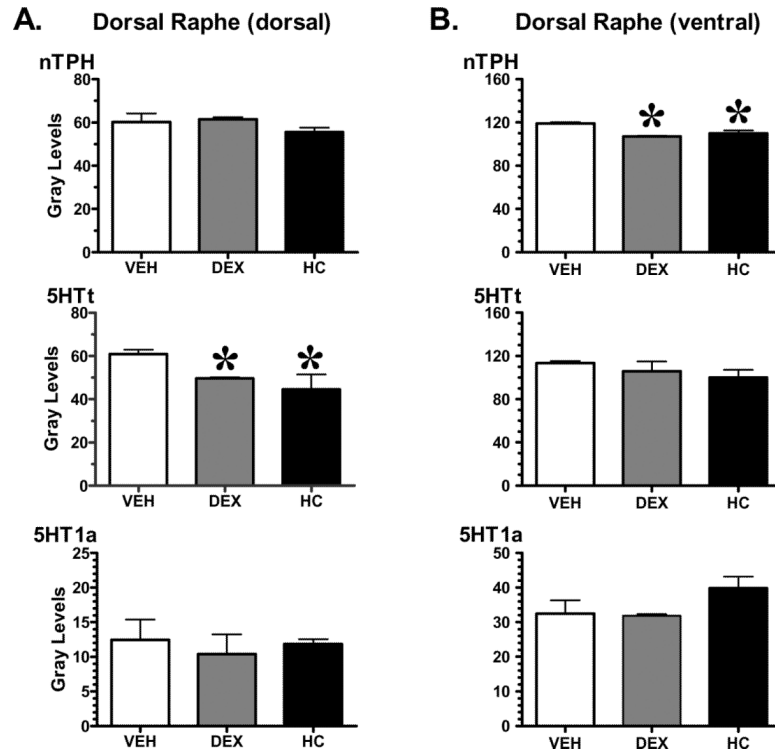 A. Dorsal Raphe (dorsal)
nTPH
80
60
40
20
0
Gray Levels
VEH DEX HC
5HTt
80
60
40
20
0
Gray Levels
* *
VEH DEX HC
5HT1a
25
20
15
10
5
0
Gray Levels
VEH DEX HC
B. Dorsal Raphe (ventral)
nTPH
160
120
80
40
0
* *
VEH DEX HC
5HTt
160
120
80
40
0
VEH DEX HC
5HT1a
50
40
30
20
10
0
VEH DEX HC